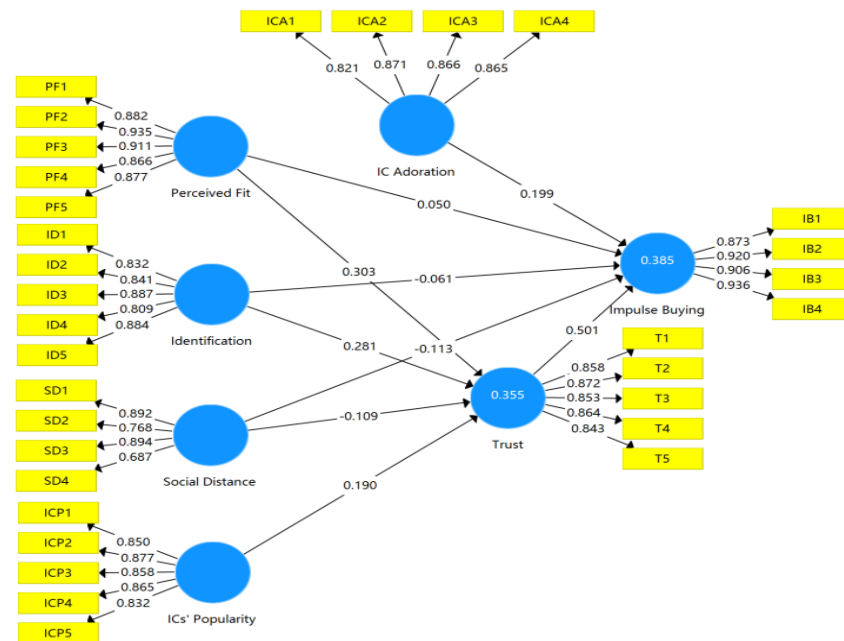 ICA1 ICA2 ICA3 ICA4
0.821 0.871 0.866 0.865
IC Adoration
0.199
PF1
PF2
PF3
PF4
PF5
0.882
0.935
0.911
0.866
0.877
Perceived Fit
0.050
0.303
ID1
ID2
ID3
ID4
ID5
0.832
0.841
0.887
0.809
0.884
Identification
-0.061
0.281
SD1
SD2
SD3
SD4
0.892
0.768
0.894
0.687
Social Distance
-0.113
-0.109
ICP1
ICP2
ICP3
ICP4
ICP5
0.850
0.877
0.858
0.865
0.832
ICs' Popularity
0.190
0.385
Impulse Buying
0.873
0.920
0.906
0.936
IB1
IB2
IB3
IB4
0.501
0.355
Trust
0.858
0.872
0.853
0.864
0.843
T1
T2
T3
T4
T5